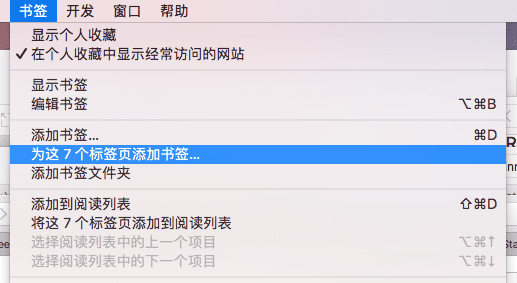 书签 开发 窗口 帮助
显示个人收藏
✓ 在个人收藏中显示经常访问的网站
显示书签
编辑书签 ⌥⌘B
添加书签... ⌘D
为这 7 个标签页添加书签...
添加书签文件夹
添加到阅读列表 ⇧⌘D
将这 7 个标签页添加到阅读列表
选择阅读列表中的上一个项目 ⌥⌘↑
选择阅读列表中的下一个项目 ⌥⌘↓